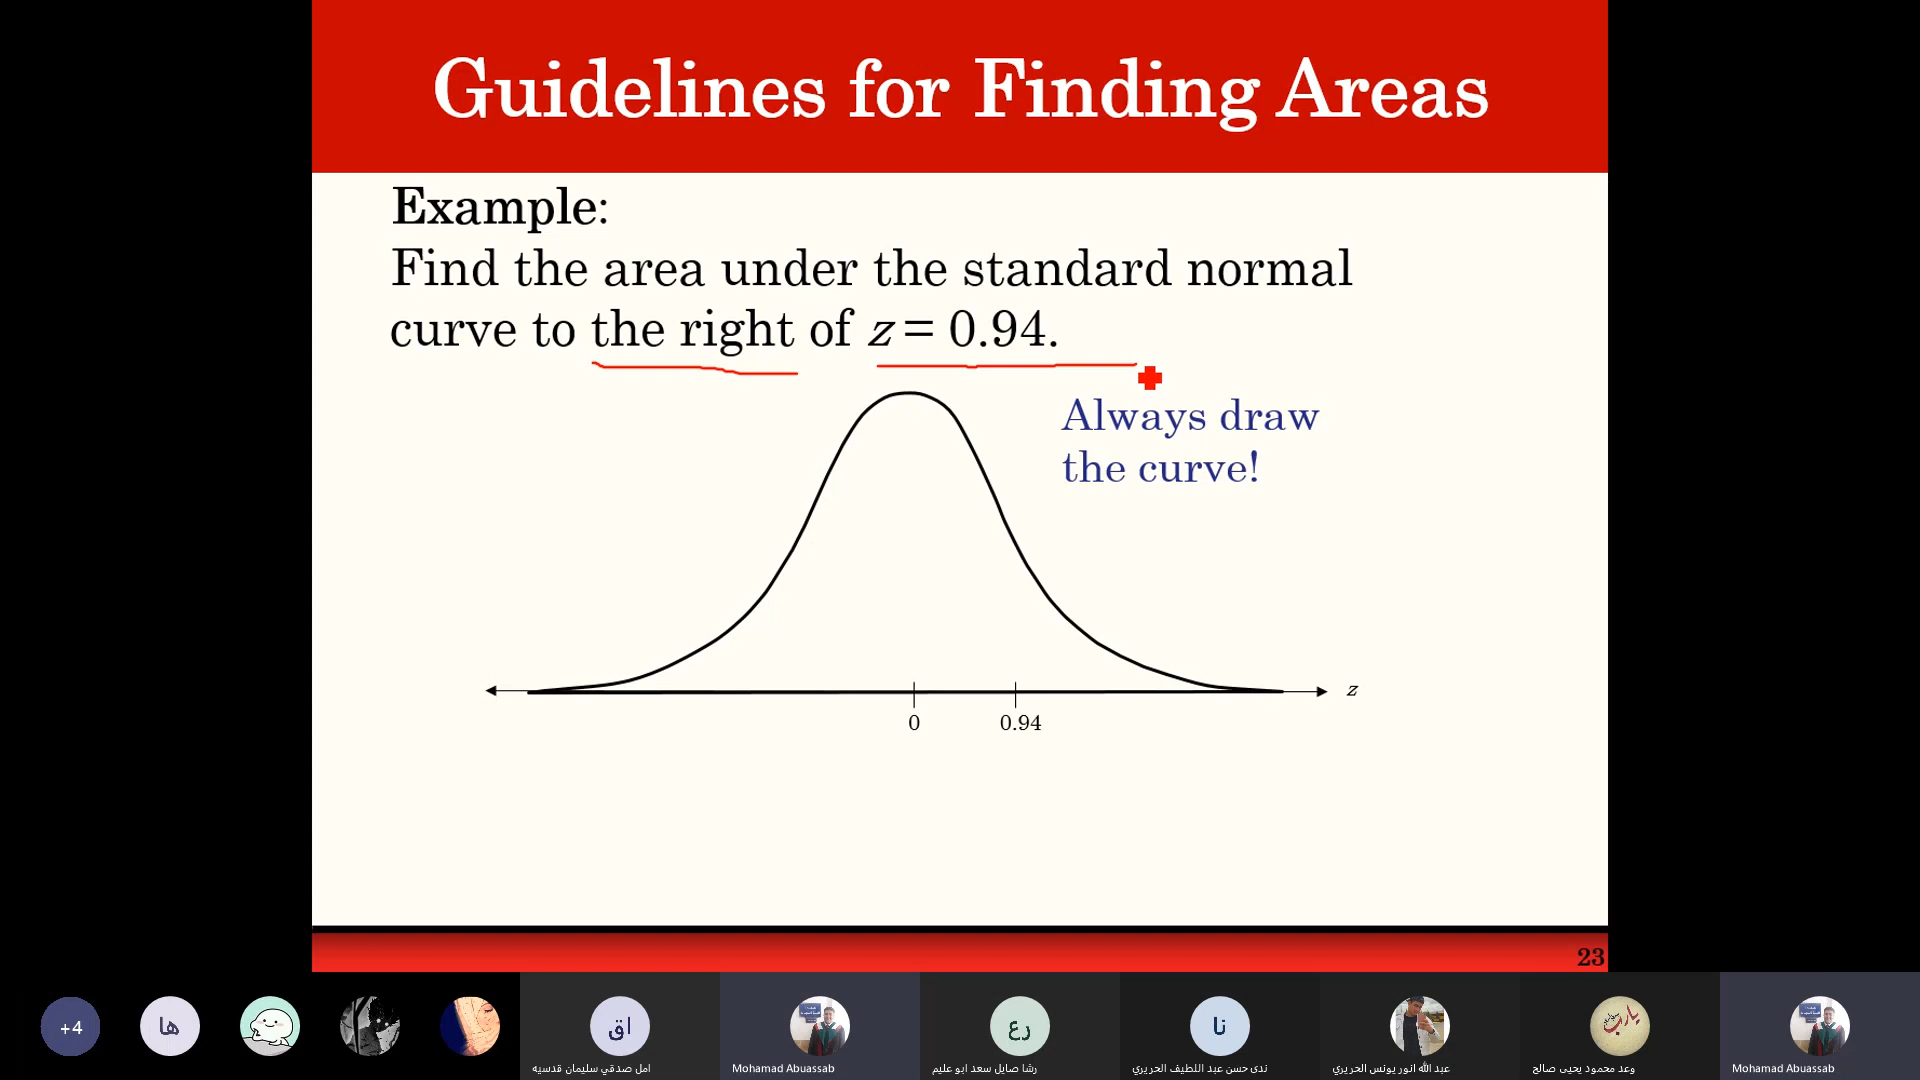 Guidelines for Finding Areas
Example:
Find the area under the standard normal
curve to the right of z = 0.94.
Always draw
the curve!
z
0
0.94
23
+4
ها
اق
رع
نا
يارب
امل صدقي سليمان قدسيه
Mohamad Abuassab
رشا صايل سعد ابو عليم
ندى حسن عبد اللطيف الحريري
عبد الله انور يونس الحريري
وعد محمود يحيى صالح
Mohamad Abuassab